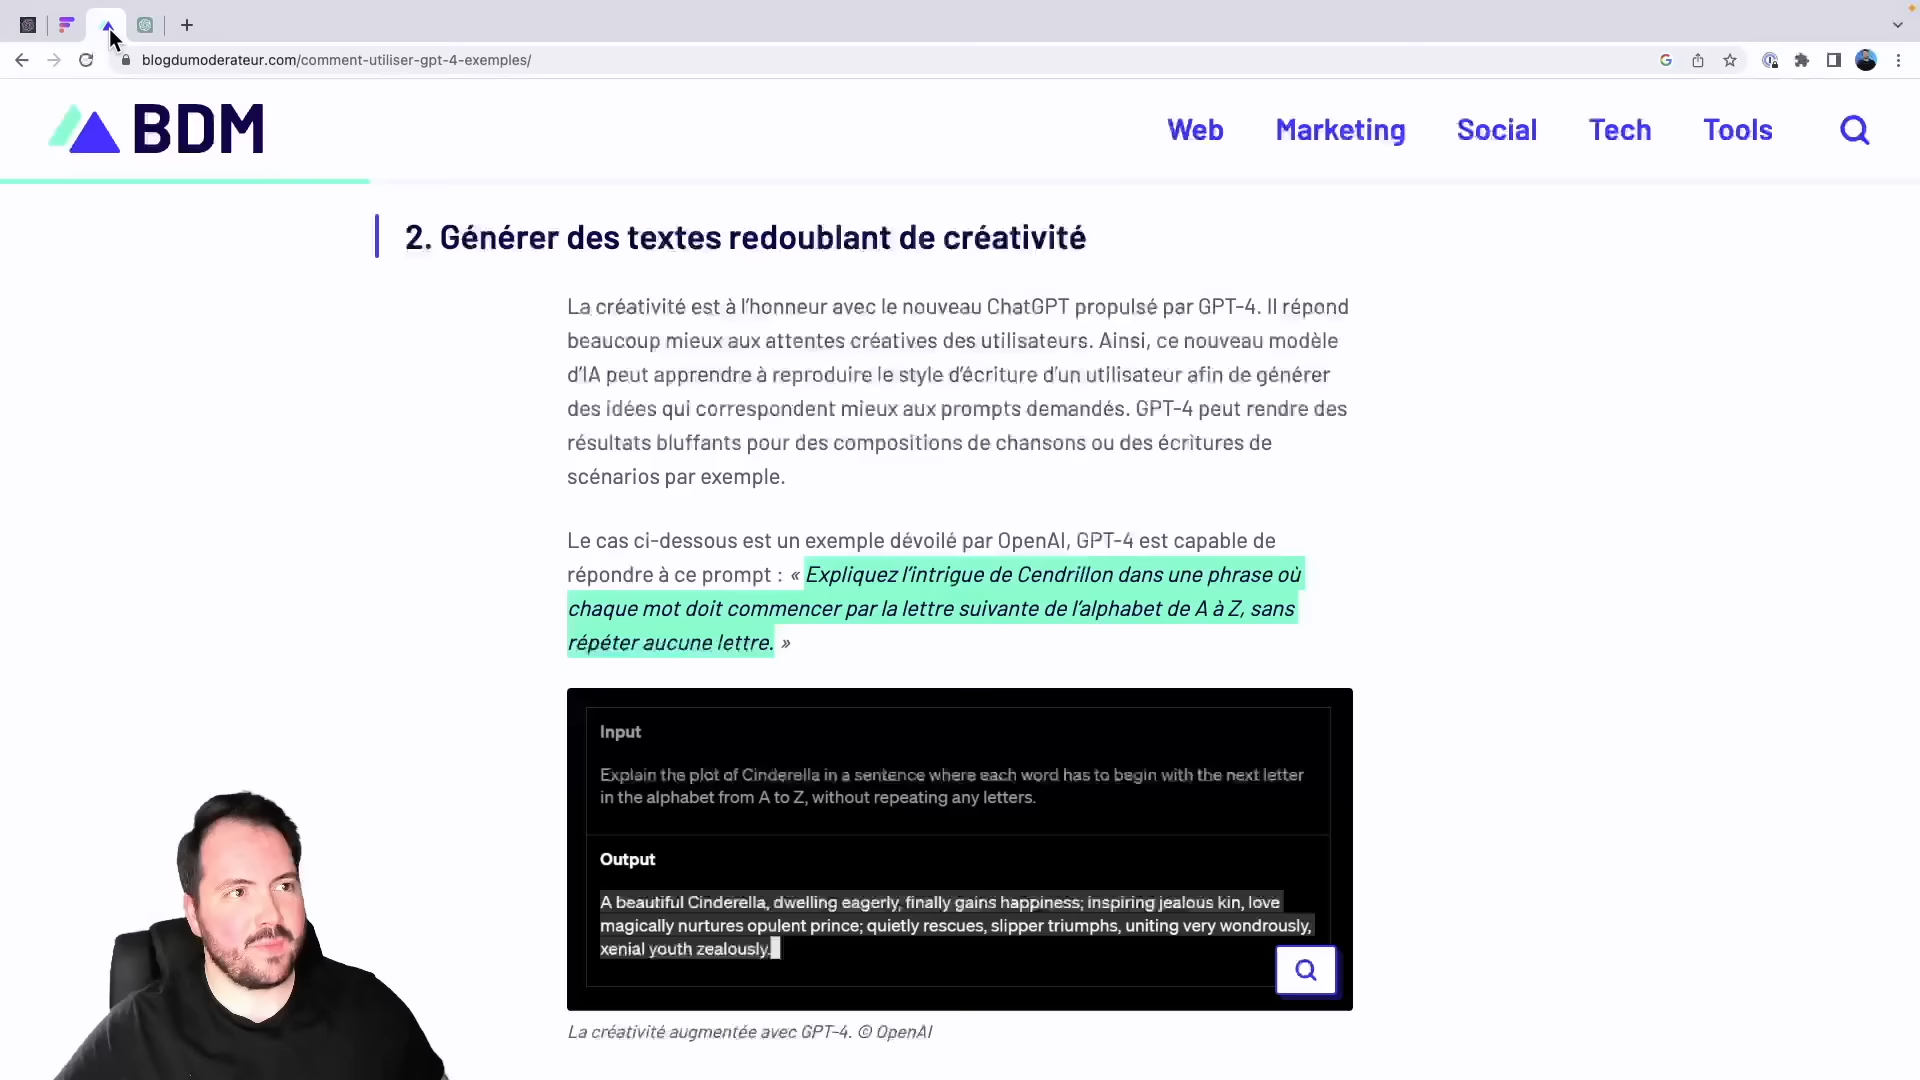 blogdumoderateur.com/comment-utiliser-gpt-4-exemples/
BDM
Web Marketing Social Tech Tools
2. Générer des textes redoublant de créativité
La créativité est à l'honneur avec le nouveau ChatGPT propulsé par GPT-4. Il répond
beaucoup mieux aux attentes créatives des utilisateurs. Ainsi, ce nouveau modèle
d'IA peut apprendre à reproduire le style d'écriture d'un utilisateur afin de générer
des idées qui correspondent mieux aux prompts demandés. GPT-4 peut rendre des
résultats bluffants pour des compositions de chansons ou des écritures de
scénarios par exemple.
Le cas ci-dessous est un exemple dévoilé par OpenAI, GPT-4 est capable de
répondre à ce prompt : « Expliquez l'intrigue de Cendrillon dans une phrase où
chaque mot doit commencer par la lettre suivante de l'alphabet de A à Z, sans
répéter aucune lettre. »
Input
Explain the plot of Cinderella in a sentence where each word has to begin with the next letter
in the alphabet from A to Z, without repeating any letters.
Output
A beautiful Cinderella, dwelling eagerly, finally gains happiness; inspiring jealous kin, love
magically nurtures opulent prince; quietly rescues, slipper triumphs, uniting very wondrously,
xenial youth zealously.
La créativité augmentée avec GPT-4. © OpenAI